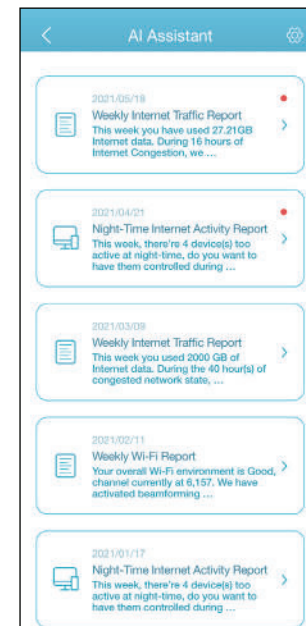 AI Assistant
2021/05/19
Weekly Internet Traffic Report
This week you have used 27.21GB
Internet data. During 16 hours of
Internet Congestion, we ...
2021/04/21
Night-Time Internet Activity Report
This week, there're 4 device(s) too
active at night-time, do you want to
have them controlled during ...
2021/03/09
Weekly Internet Traffic Report
This week you used 2000 GB of
Internet data. During the 40 hour(s) of
congested network state, ...
2021/02/11
Weekly Wi-Fi Report
Your overall Wi-Fi environment is Good,
channel currently at 6,157. We have
activated beamforming ...
2021/01/17
Night-Time Internet Activity Report
This week, there're 4 device(s) too
active at night-time, do you want to
have them controlled during ...